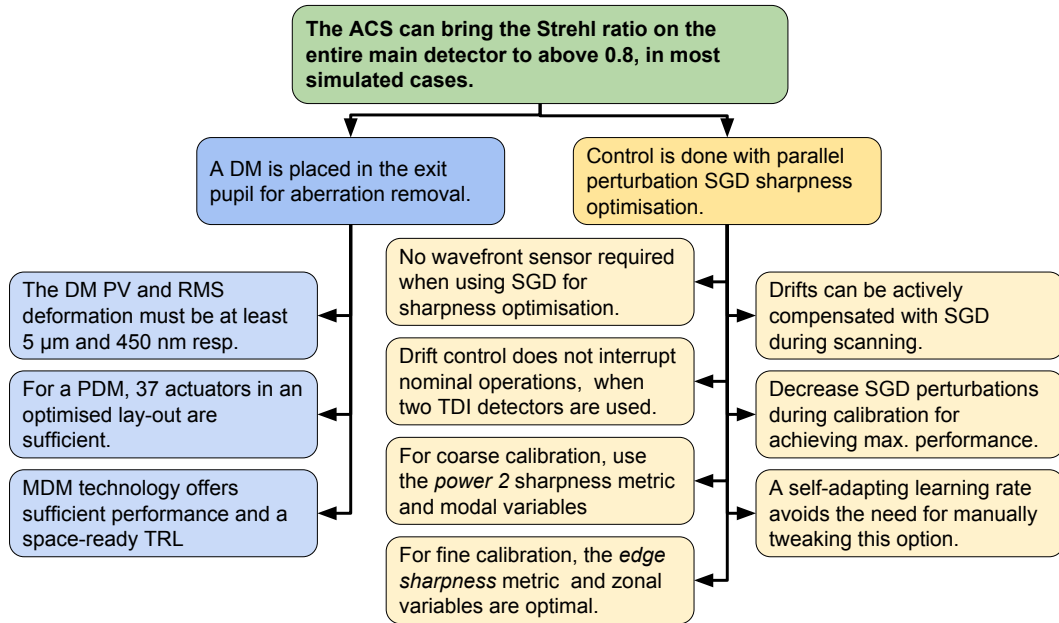 The ACS can bring the Strehl ratio on the
entire main detector to above 0.8, in most
simulated cases.
A DM is placed in the exit
pupil for aberration removal.
Control is done with parallel
perturbation SGD sharpness
optimisation.
The DM PV and RMS
deformation must be at least
5 µm and 450 nm resp.
For a PDM, 37 actuators in an
optimised lay-out are
sufficient.
MDM technology offers
sufficient performance and a
space-ready TRL
No wavefront sensor required
when using SGD for
sharpness optimisation.
Drift control does not interrupt
nominal operations,  when
two TDI detectors are used.
For coarse calibration, use
the power 2 sharpness metric
and modal variables
For fine calibration, the edge
sharpness metric  and zonal
variables are optimal.
Drifts can be actively
compensated with SGD
during scanning.
Decrease SGD perturbations
during calibration for
achieving max. performance.
A self-adapting learning rate
avoids the need for manually
tweaking this option.